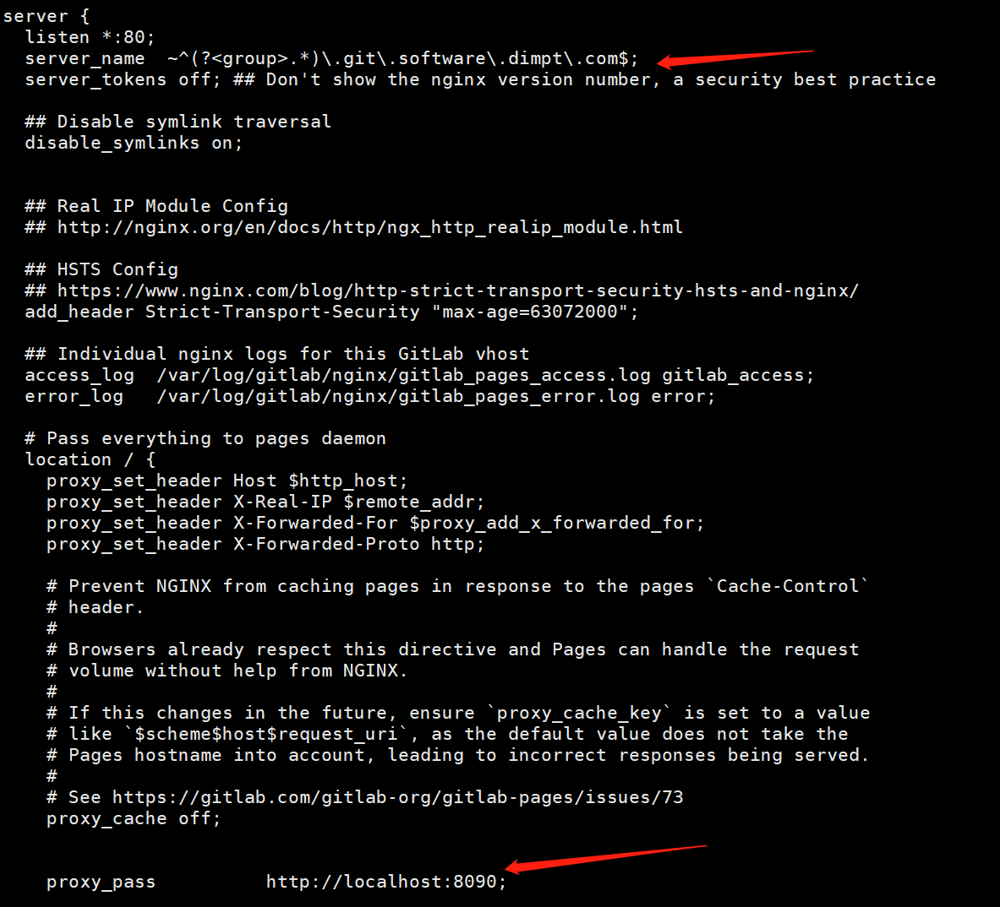 server {
  listen *:80;
  server_name  ~^(?<group>.*)\.git\.software\.dimpt\.com$;
  server_tokens off; ## Don't show the nginx version number, a security best practice
  ## Disable symlink traversal
  disable_symlinks on;
  ## Real IP Module Config
  ## http://nginx.org/en/docs/http/ngx_http_realip_module.html
  ## HSTS Config
  ## https://www.nginx.com/blog/http-strict-transport-security-hsts-and-nginx/
  add_header Strict-Transport-Security "max-age=63072000";
  ## Individual nginx logs for this GitLab vhost
  access_log  /var/log/gitlab/nginx/gitlab_pages_access.log gitlab_access;
  error_log   /var/log/gitlab/nginx/gitlab_pages_error.log error;
  # Pass everything to pages daemon
  location / {
    proxy_set_header Host $http_host;
    proxy_set_header X-Real-IP $remote_addr;
    proxy_set_header X-Forwarded-For $proxy_add_x_forwarded_for;
    proxy_set_header X-Forwarded-Proto http;
    # Prevent NGINX from caching pages in response to the pages `Cache-Control`
    # header.
    #
    # Browsers already respect this directive and Pages can handle the request
    # volume without help from NGINX.
    #
    # If this changes in the future, ensure `proxy_cache_key` is set to a value
    # like `$scheme$host$request_uri`, as the default value does not take the
    # Pages hostname into account, leading to incorrect responses being served.
    #
    # See https://gitlab.com/gitlab-org/gitlab-pages/issues/73
    proxy_cache off;
    proxy_pass          http://localhost:8090;